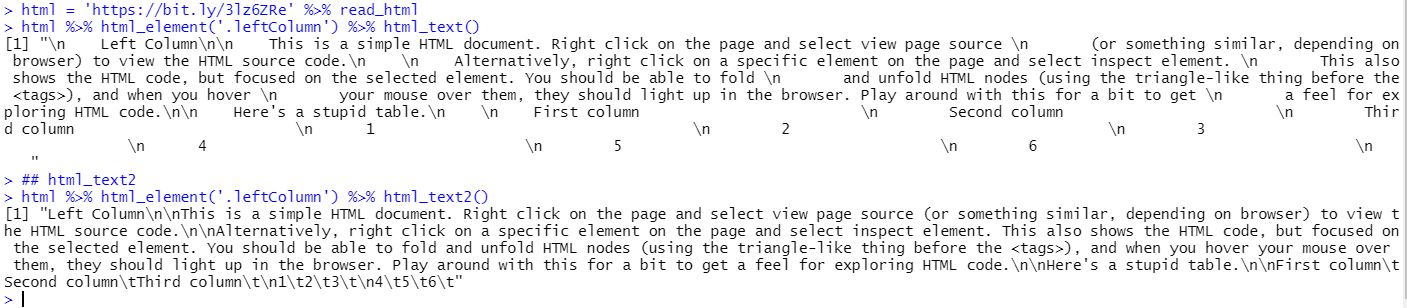 > html = 'https://bit.ly/3lz6ZRe' %>% read_html
> html %>% html_element('.leftColumn') %>% html_text()
[1] "\n    Left Column\n\n    This is a simple HTML document. Right click on the page and select view page source \n       (or something similar, depending on
 browser) to view the HTML source code.\n    \n    Alternatively, right click on a specific element on the page and select inspect element. \n       This also
shows the HTML code, but focused on the selected element. You should be able to fold \n       and unfold HTML nodes (using the triangle-like thing before the
<tags>), and when you hover \n       your mouse over them, they should light up in the browser. Play around with this for a bit to get \n       a feel for ex
ploring HTML code.\n\n    Here's a stupid table.\n    \n    First column                         \n               Second column                         \n        Thir
d column                         \n      1                                    \n        2                                    \n        3
              \n      4                                    \n        5                                    \n        6                                    \n
   "
> ## html_text2
> html %>% html_element('.leftColumn') %>% html_text2()
[1] "Left Column\n\nThis is a simple HTML document. Right click on the page and select view page source (or something similar, depending on browser) to view t
he HTML source code.\n\nAlternatively, right click on a specific element on the page and select inspect element. This also shows the HTML code, but focused on
 the selected element. You should be able to fold and unfold HTML nodes (using the triangle-like thing before the <tags>), and when you hover your mouse over
 them, they should light up in the browser. Play around with this for a bit to get a feel for exploring HTML code.\n\nHere's a stupid table.\n\nFirst column\t
Second column\tThird column\t\n1\t2\t3\t\n4\t5\t6\t"
>